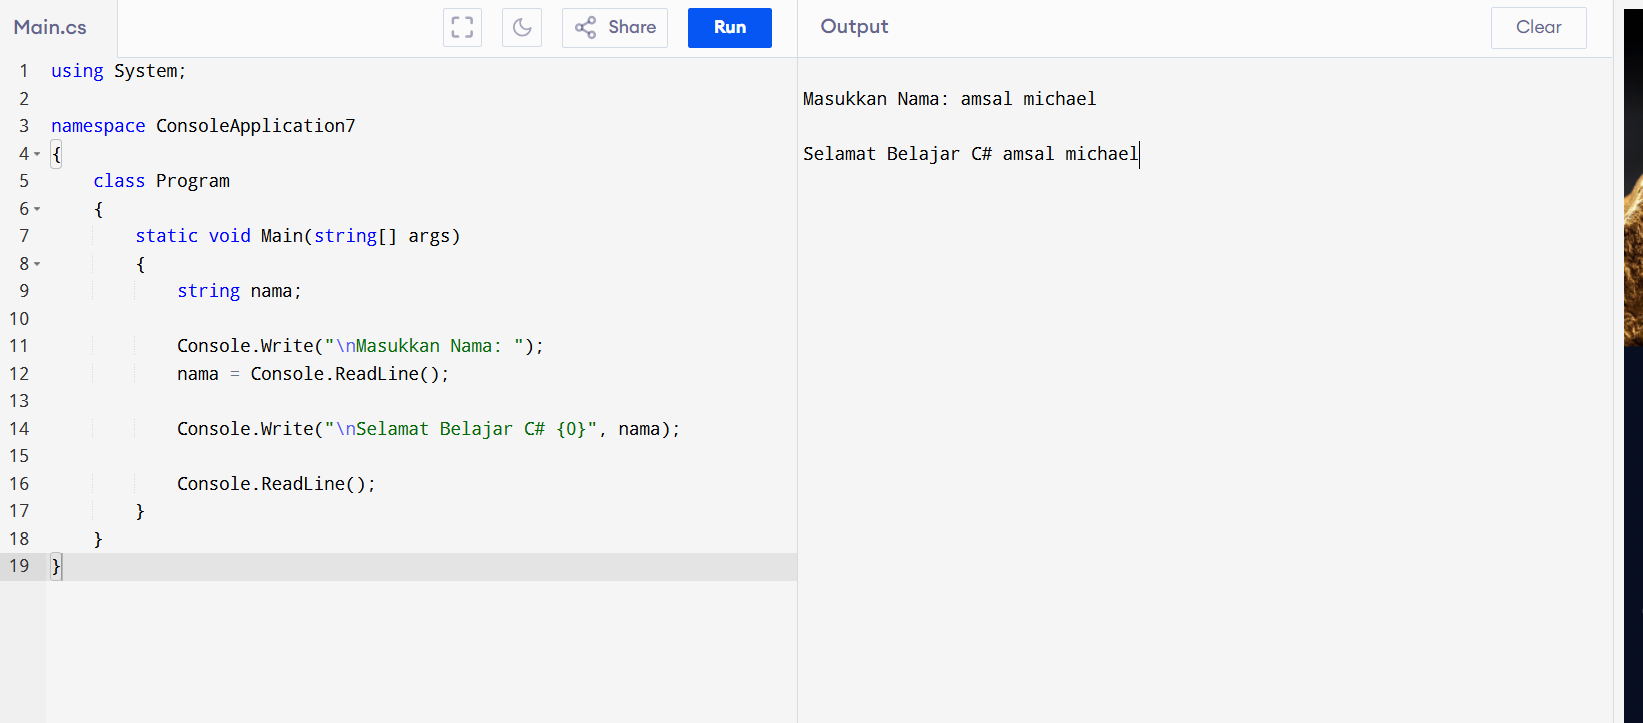 Main.cs
Share
Run
Output
Clear
1 using System;
2
3 namespace ConsoleApplication7
4 {
5     class Program
6     {
7         static void Main(string[] args)
8         {
9             string nama;
10
11             Console.Write("\nMasukkan Nama: ");
12             nama = Console.ReadLine();
13
14             Console.Write("\nSelamat Belajar C# {0}", nama);
15
16             Console.ReadLine();
17         }
18     }
19 }
Masukkan Nama: amsal michael
Selamat Belajar C# amsal michael